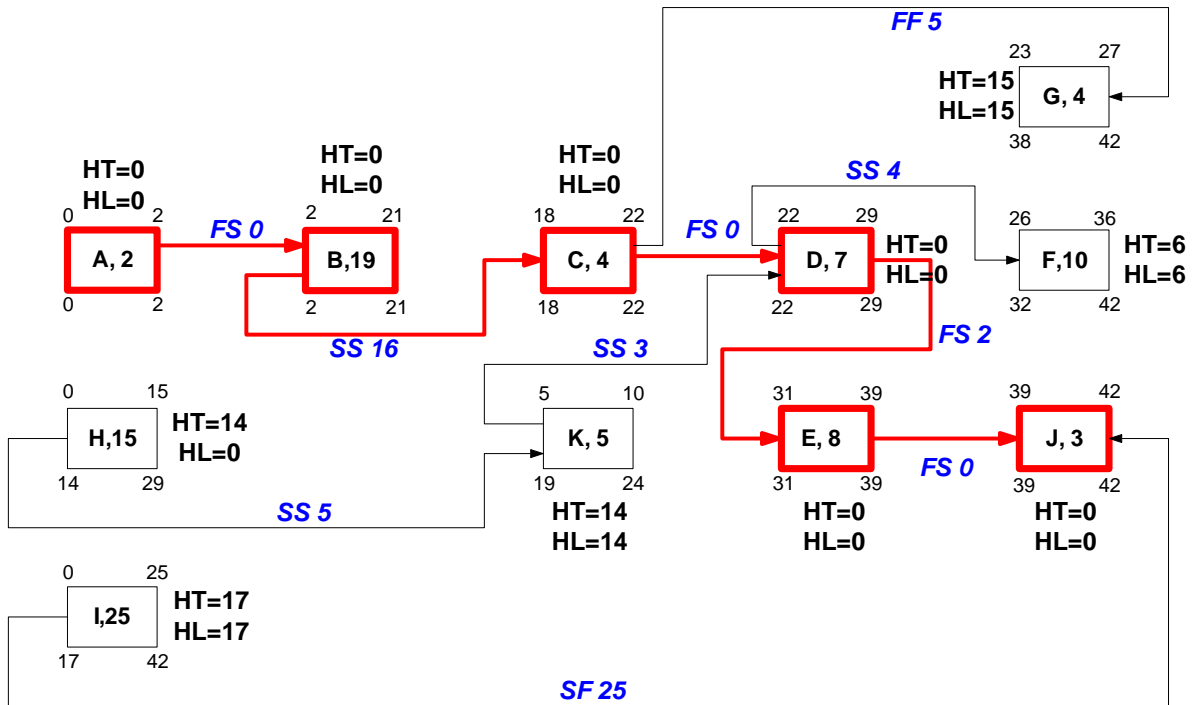 FF 5
23 27
HT=15
HL=15
G, 4
38 42
HT=0
HL=0
0 2
A, 2
0 2
FS 0
HT=0
HL=0
2 21
B,19
2 21
SS 16
HT=0
HL=0
18 22
C, 4
18 22
FS 0
SS 4
22 29
D, 7
HT=0
HL=0
22 29
26 36
F,10
HT=6
HL=6
32 42
SS 3
FS 2
0 15
H,15
HT=14
HL=0
14 29
SS 5
5 10
K, 5
19 24
HT=14
HL=14
31 39
E, 8
31 39
HT=0
HL=0
FS 0
39 42
J, 3
39 42
HT=0
HL=0
0 25
I,25
HT=17
HL=17
17 42
SF 25